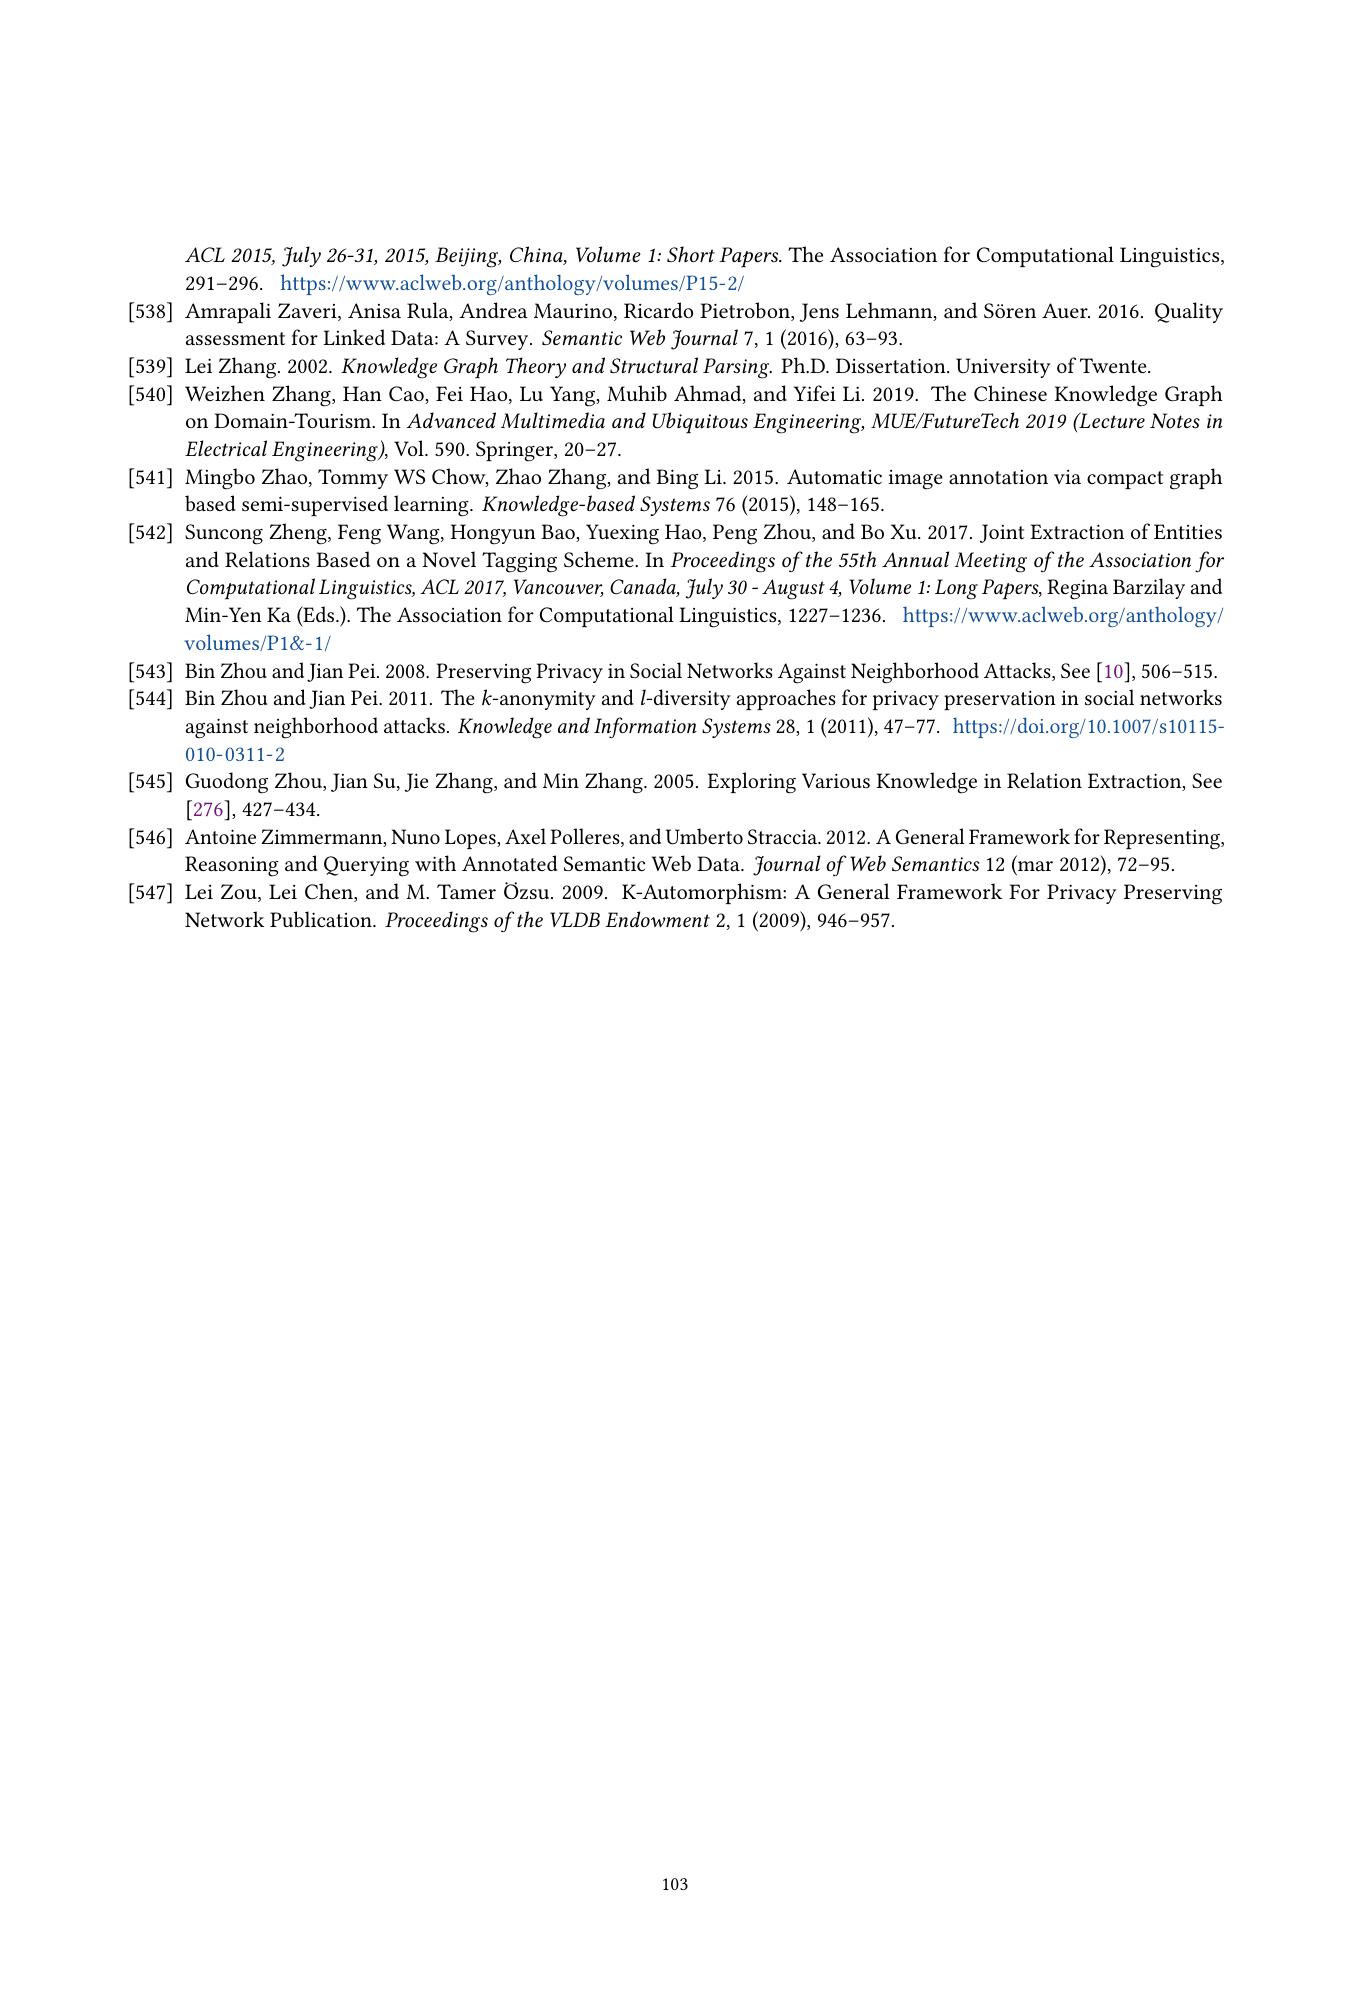 ACL 2015, July 26-31, 2015, Beijing, China, Volume 1: Short Papers. The Association for Computational Linguistics,
291–296. https://www.aclweb.org/anthology/volumes/P15-2/
[538] Amrapali Zaveri, Anisa Rula, Andrea Maurino, Ricardo Pietrobon, Jens Lehmann, and Sören Auer. 2016. Quality
assessment for Linked Data: A Survey. Semantic Web Journal 7, 1 (2016), 63–93.
[539] Lei Zhang. 2002. Knowledge Graph Theory and Structural Parsing. Ph.D. Dissertation. University of Twente.
[540] Weizhen Zhang, Han Cao, Fei Hao, Lu Yang, Muhib Ahmad, and Yifei Li. 2019. The Chinese Knowledge Graph
on Domain-Tourism. In Advanced Multimedia and Ubiquitous Engineering, MUE/FutureTech 2019 (Lecture Notes in
Electrical Engineering), Vol. 590. Springer, 20–27.
[541] Mingbo Zhao, Tommy WS Chow, Zhao Zhang, and Bing Li. 2015. Automatic image annotation via compact graph
based semi-supervised learning. Knowledge-based Systems 76 (2015), 148–165.
[542] Suncong Zheng, Feng Wang, Hongyun Bao, Yuexing Hao, Peng Zhou, and Bo Xu. 2017. Joint Extraction of Entities
and Relations Based on a Novel Tagging Scheme. In Proceedings of the 55th Annual Meeting of the Association for
Computational Linguistics, ACL 2017, Vancouver, Canada, July 30 - August 4, Volume 1: Long Papers, Regina Barzilay and
Min-Yen Ka (Eds.). The Association for Computational Linguistics, 1227–1236. https://www.aclweb.org/anthology/
volumes/P1&-1/
[543] Bin Zhou and Jian Pei. 2008. Preserving Privacy in Social Networks Against Neighborhood Attacks, See [10], 506–515.
[544] Bin Zhou and Jian Pei. 2011. The k-anonymity and l-diversity approaches for privacy preservation in social networks
against neighborhood attacks. Knowledge and Information Systems 28, 1 (2011), 47–77. https://doi.org/10.1007/s10115-
010-0311-2
[545] Guodong Zhou, Jian Su, Jie Zhang, and Min Zhang. 2005. Exploring Various Knowledge in Relation Extraction, See
[276], 427–434.
[546] Antoine Zimmermann, Nuno Lopes, Axel Polleres, and Umberto Straccia. 2012. A General Framework for Representing,
Reasoning and Querying with Annotated Semantic Web Data. Journal of Web Semantics 12 (mar 2012), 72–95.
[547] Lei Zou, Lei Chen, and M. Tamer Özsu. 2009. K-Automorphism: A General Framework For Privacy Preserving
Network Publication. Proceedings of the VLDB Endowment 2, 1 (2009), 946–957.
103